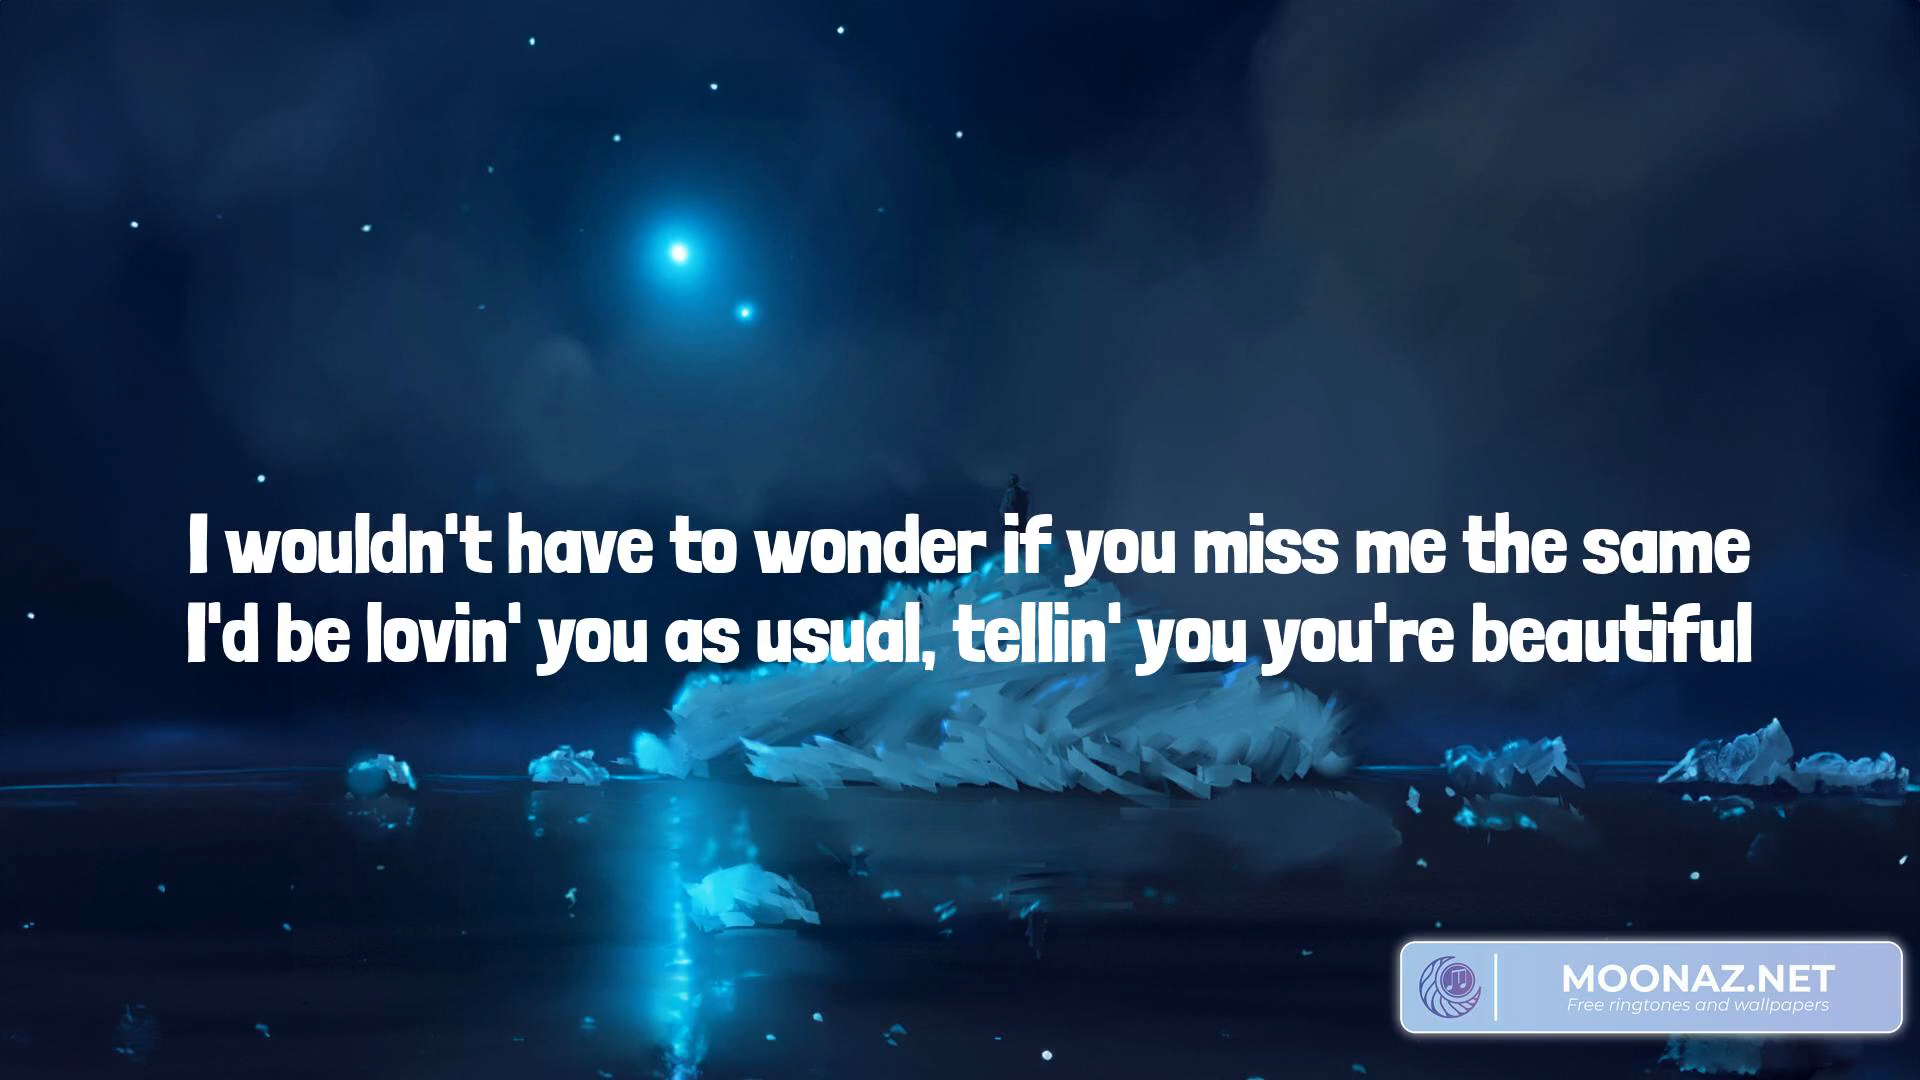 I wouldn't have to wonder if you miss me the same
I'd be lovin' you as usual, tellin' you you're beautiful
MOONAZ.NET
Free ringtones and wallpapers